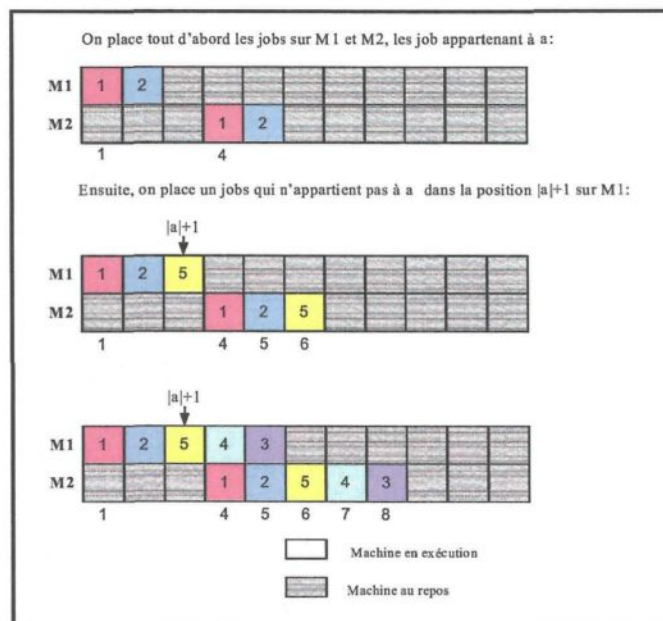 On place tout d'abord les jobs sur M1 et M2, les job appartenant à a:
M1 1 2
M2 1 2
1 4
Ensuite, on place un jobs qui n'appartient pas à a dans la position |a|+1 sur M1:
|a|+1
M1 1 2 5
M2 1 2 5
1 4 5 6
|a|+1
M1 1 2 5 4 3
M2 1 2 5 4 3
1 4 5 6 7 8
Machine en exécution
Machine au repos